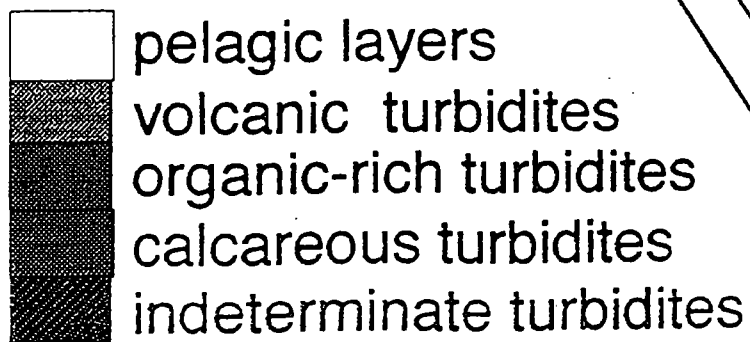 pelagic layers
volcanic turbidites
organic-rich turbidites
calcareous turbidites
indeterminate turbidites